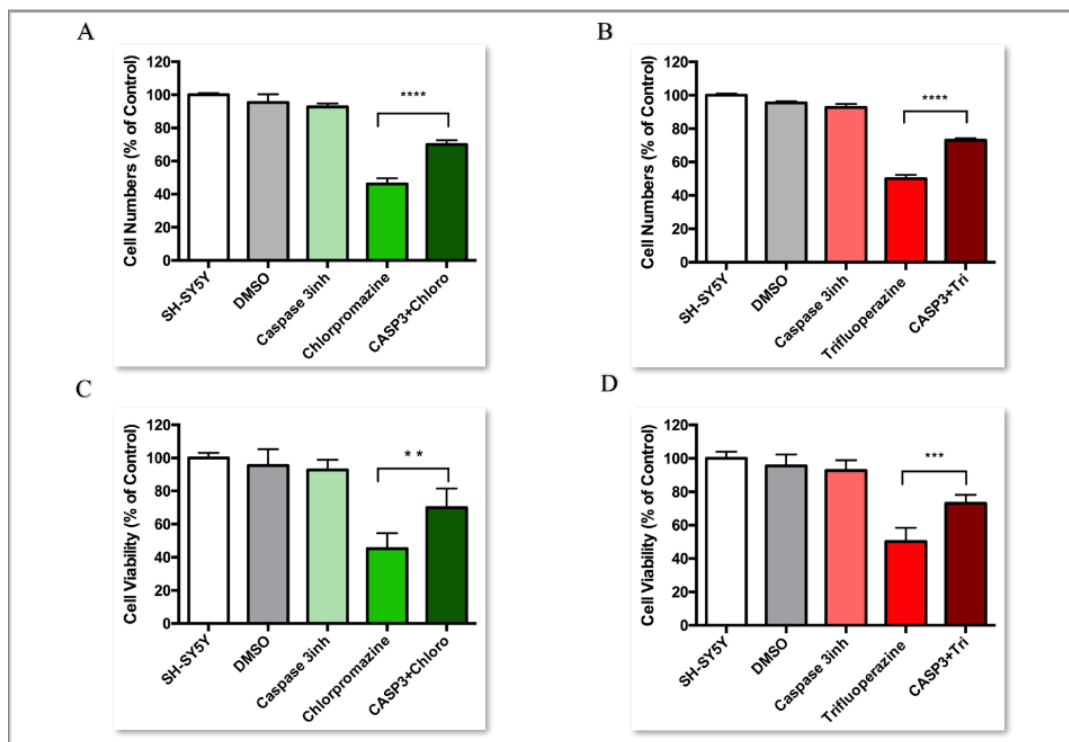 A
Cell Numbers (% of Control)
120
100
80
60
40
20
0
****
SH-SY5Y
DMSO
Caspase 3inh
Chlorpromazine
CASP3+Chloro
B
Cell Numbers (% of Control)
120
100
80
60
40
20
0
****
SH-SY5Y
DMSO
Caspase 3inh
Trifluoperazine
CASP3+Tri
C
Cell Viability (% of Control)
120
100
80
60
40
20
0
* *
SH-SY5Y
DMSO
Caspase 3inh
Chlorpromazine
CASP3+Chloro
D
Cell Viability (% of Control)
120
100
80
60
40
20
0
***
SH-SY5Y
DMSO
Caspase 3inh
Trifluoperazine
CASP3+Tri